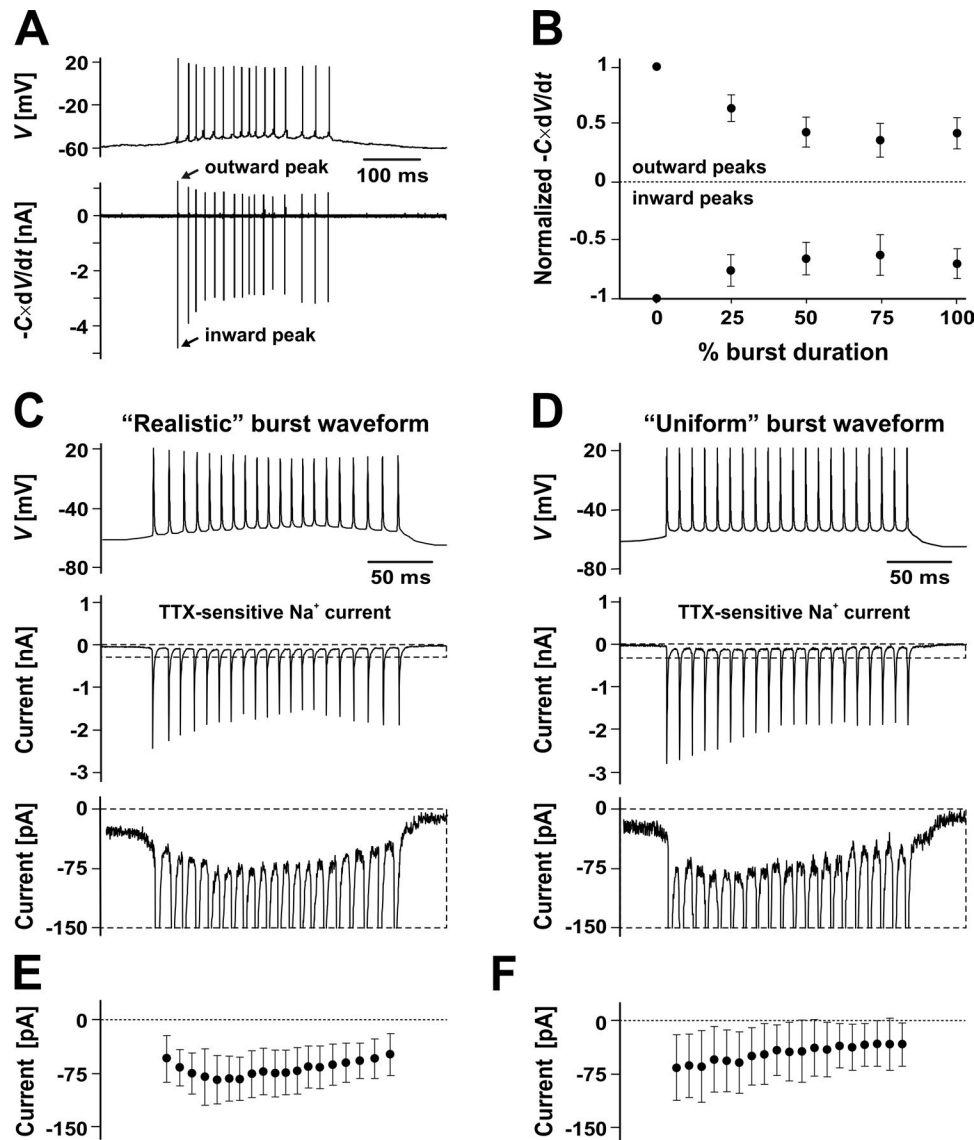 A
V [mV]
20
-20
-60
100 ms
outward peak
-C×dV/dt [nA]
0
-2
-4
inward peak
B
Normalized -C×dV/dt
1
0.5
0
-0.5
-1
outward peaks
inward peaks
0 25 50 75 100
% burst duration
C
“Realistic” burst waveform
V [mV]
20
-40
-80
50 ms
TTX-sensitive Na⁺ current
Current [nA]
1
0
-1
-2
-3
Current [pA]
0
-75
-150
D
“Uniform” burst waveform
V [mV]
20
-40
-80
50 ms
TTX-sensitive Na⁺ current
Current [nA]
1
0
-1
-2
-3
Current [pA]
0
-75
-150
E
Current [pA]
0
-75
-150
F
Current [pA]
0
-75
-150